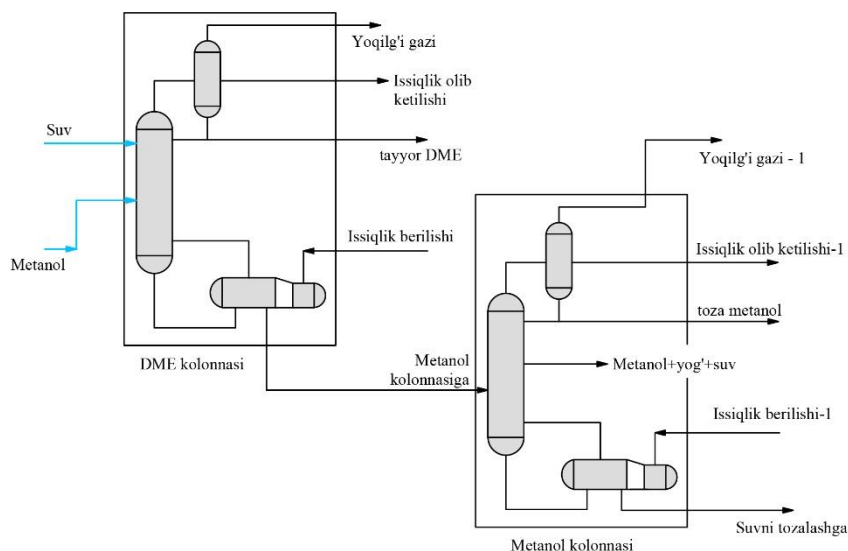 Yoqilg'i gazi
Issiqlik olib
ketilishi
Suv
tayyor DME
Metanol
Issiqlik berilishi
DME kolonnasi
Yoqilg'i gazi - 1
Issiqlik olib ketilishi-1
toza metanol
Metanol
kolonnasiga
Metanol+yog'+suv
Issiqlik berilishi-1
Suvni tozalashga
Metanol kolonnasi